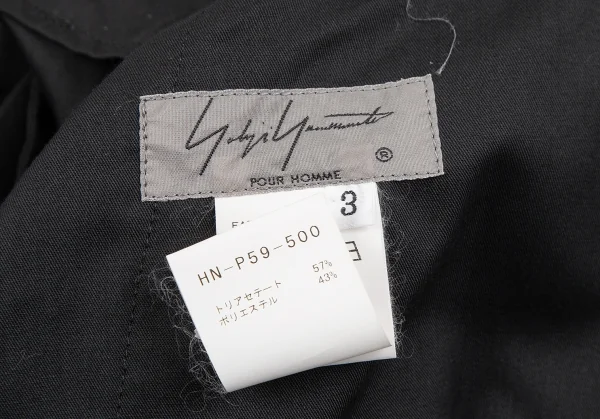 Yohji Yamamoto ®
POUR HOMME
3
HN-P59-500
トリアセテート 57%
ポリエステル 43%